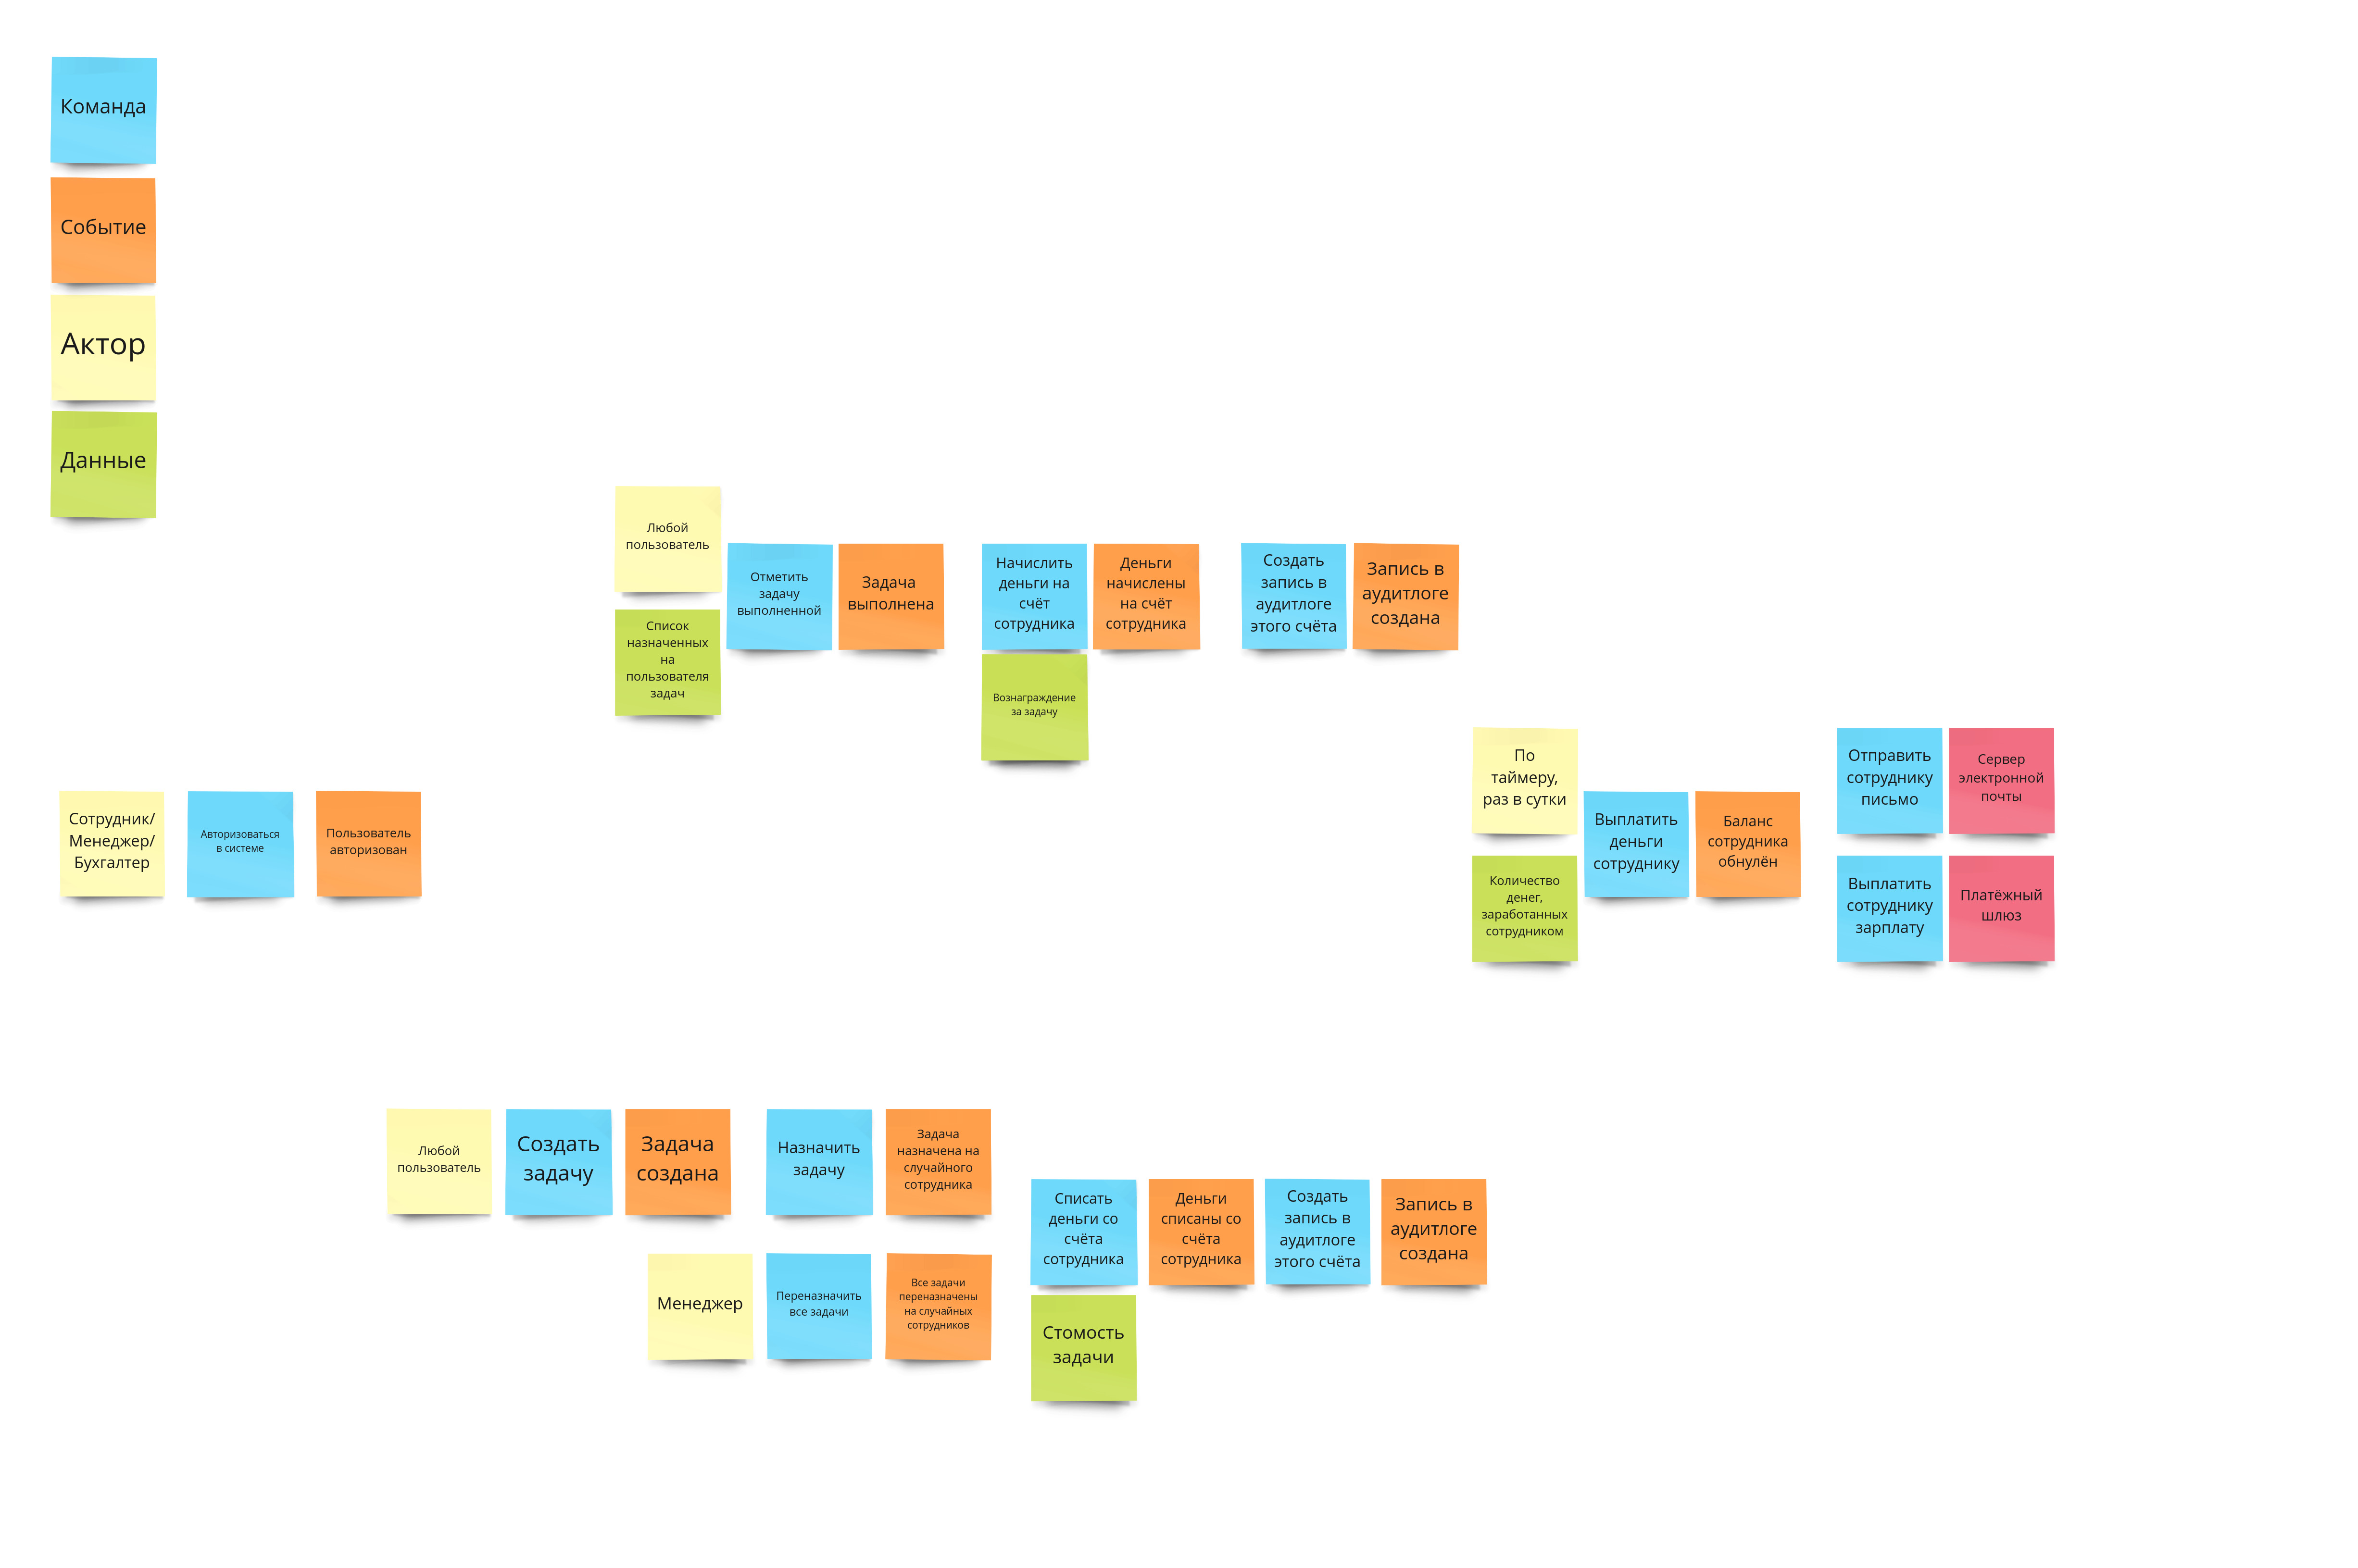 Команда
Событие
Актор
Данные
Любой
пользователь
Список
назначенных
на
пользователя
задач
Отметить
задачу
выполненной
Задача
выполнена
Начислить
деньги на
счёт
сотрудника
Деньги
начислены
на счёт
сотрудника
Вознаграждение
за задачу
Создать
запись в
аудитлоге
этого счёта
Запись в
аудитлоге
создана
Сотрудник/
Менеджер/
Бухгалтер
Авторизоваться
в системе
Пользователь
авторизован
По
таймеру,
раз в сутки
Количество
денег,
заработанных
сотрудником
Выплатить
деньги
сотруднику
Баланс
сотрудника
обнулён
Отправить
сотруднику
письмо
Сервер
электронной
почты
Выплатить
сотруднику
зарплату
Платёжный
шлюз
Любой
пользователь
Создать
задачу
Задача
создана
Назначить
задачу
Задача
назначена на
случайного
сотрудника
Менеджер
Переназначить
все задачи
Все задачи
переназначены
на случайных
сотрудников
Списать
деньги со
счёта
сотрудника
Деньги
списаны со
счёта
сотрудника
Создать
запись в
аудитлоге
этого счёта
Запись в
аудитлоге
создана
Стомость
задачи